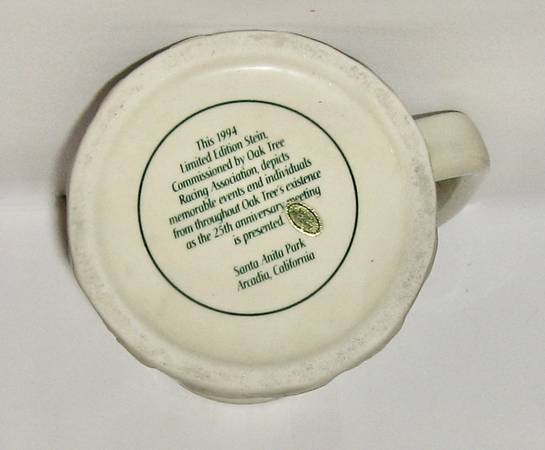 This 1994
Limited Edition Stein,
Commissioned by Oak Tree
Racing Association, depicts
memorable events and individuals
from throughout Oak Tree's existence
as the 25th anniversary meeting
is presented.
Santa Anita Park
Arcadia, California